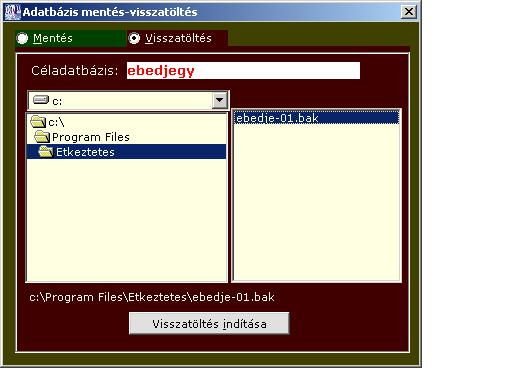 Adatbázis mentés-visszatöltés
Mentés
Visszatöltés
Céladatbázis: ebedjegy
c:
c:\
Program Files
Etkeztetes
ebedje-01.bak
c:\Program Files\Etkeztetes\ebedje-01.bak
Visszatöltés indítása